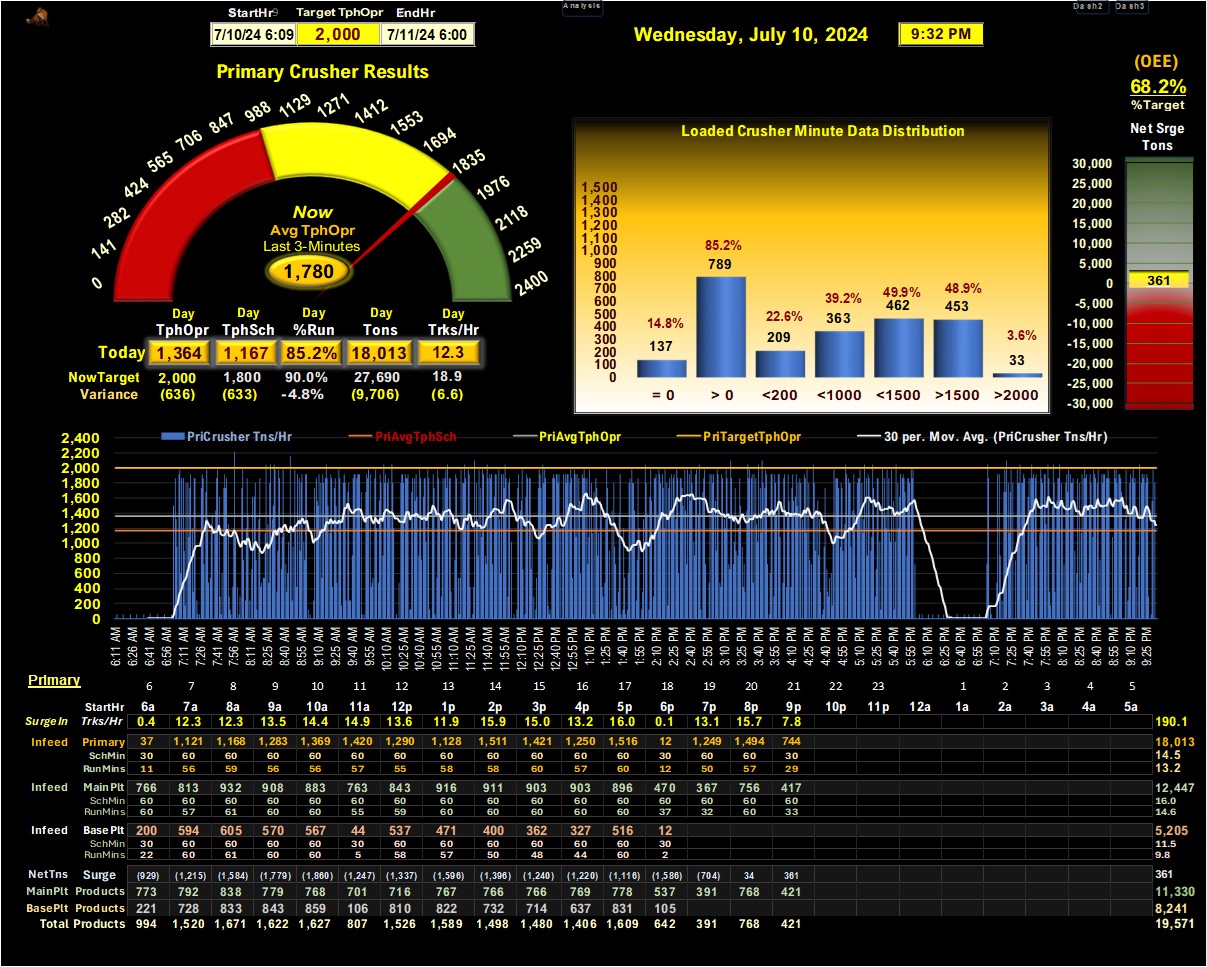 Analysis
Dash2 Dash3
StartHr Target TphOpr EndHr
7/10/24 6:09 2,000 7/11/24 6:00
Wednesday, July 10, 2024
9:32 PM
(OEE)
68.2%
%Target
Net Srge
Tons
Primary Crusher Results
0
141
282
424
565
706
847
988
1129
1271
1412
1553
1694
1835
1976
2118
2259
2400
Now
Avg TphOpr
Last 3-Minutes
1,780
Day Day Day Day Day
TphOpr TphSch %Run Tons Trks/Hr
Today 1,364 1,167 85.2% 18,013 12.3
NowTarget 2,000 1,800 90.0% 27,690 18.9
Variance (636) (633) -4.8% (9,706) (6.6)
Loaded Crusher Minute Data Distribution
1,500
1,400
1,300
1,200
1,100
1,000
900
800
700
600
500
400
300
200
100
0
14.8% 85.2% 22.6% 39.2% 49.9% 48.9% 3.6%
137 789 209 363 462 453 33
= 0 > 0 <200 <1000 <1500 >1500 >2000
30,000
25,000
20,000
15,000
10,000
5,000
0
-5,000
-10,000
-15,000
-20,000
-25,000
-30,000
361
PriCrusher Tns/Hr PriAvgTphSch PriAvgTphOpr PriTargetTphOpr 30 per. Mov. Avg. (PriCrusher Tns/Hr)
2,400
2,200
2,000
1,800
1,600
1,400
1,200
1,000
800
600
400
200
0
6:11 AM 6:26 AM 6:41 AM 6:56 AM 7:11 AM 7:26 AM 7:41 AM 7:56 AM 8:11 AM 8:25 AM 8:40 AM 8:55 AM 9:10 AM 9:25 AM 9:40 AM 9:55 AM 10:10 AM 10:25 AM 10:40 AM 10:55 AM 11:10 AM 11:25 AM 11:40 AM 11:55 AM 12:10 PM 12:25 PM 12:40 PM 12:55 PM 1:10 PM 1:25 PM 1:40 PM 1:55 PM 2:10 PM 2:25 PM 2:40 PM 2:55 PM 3:10 PM 3:25 PM 3:40 PM 3:55 PM 4:10 PM 4:25 PM 4:40 PM 4:55 PM 5:10 PM 5:25 PM 5:40 PM 5:55 PM 6:10 PM 6:25 PM 6:40 PM 6:55 PM 7:10 PM 7:25 PM 7:40 PM 7:55 PM 8:10 PM 8:25 PM 8:40 PM 8:55 PM 9:10 PM 9:25 PM
Primary
6 7 8 9 10 11 12 13 14 15 16 17 18 19 20 21 22 23 1 2 3 4 5
StartHr 6a 7a 8a 9a 10a 11a 12p 1p 2p 3p 4p 5p 6p 7p 8p 9p 10p 11p 12a 1a 2a 3a 4a 5a
SurgeIn Trks/Hr 0.4 12.3 12.3 13.5 14.4 14.9 13.6 11.9 15.9 15.0 13.2 16.0 0.1 13.1 15.7 7.8 190.1
Infeed Primary 37 1,121 1,168 1,283 1,369 1,420 1,290 1,128 1,511 1,421 1,250 1,516 12 1,249 1,494 744 18,013
SchMin 30 60 60 60 60 60 60 60 60 60 60 60 30 60 60 30 14.5
RunMins 11 56 59 56 56 57 55 58 58 60 57 60 12 50 57 29 13.2
Infeed MainPlt 766 813 932 908 883 763 843 916 911 903 903 896 470 367 756 417 12,447
SchMin 60 60 60 60 60 60 60 60 60 60 60 60 60 60 60 60 16.0
RunMins 60 57 61 60 60 55 59 60 60 60 60 60 37 32 60 33 14.6
Infeed Base Plt 200 594 605 570 567 44 537 471 400 362 327 516 12 5,205
SchMin 30 60 60 60 60 30 60 60 60 60 60 60 30 11.5
RunMins 22 60 61 60 60 5 58 57 50 48 44 60 2 9.8
NetTns Surge (929) (1,215) (1,584) (1,779) (1,860) (1,247) (1,337) (1,596) (1,396) (1,240) (1,220) (1,116) (1,586) (704) 34 361 361
MainPlt Products 773 792 838 779 768 701 716 767 766 766 769 778 537 391 768 421 11,330
BasePlt Products 221 728 833 843 859 106 810 822 732 714 637 831 105 8,241
Total Products 994 1,520 1,671 1,622 1,627 807 1,526 1,589 1,498 1,480 1,406 1,609 642 391 768 421 19,571